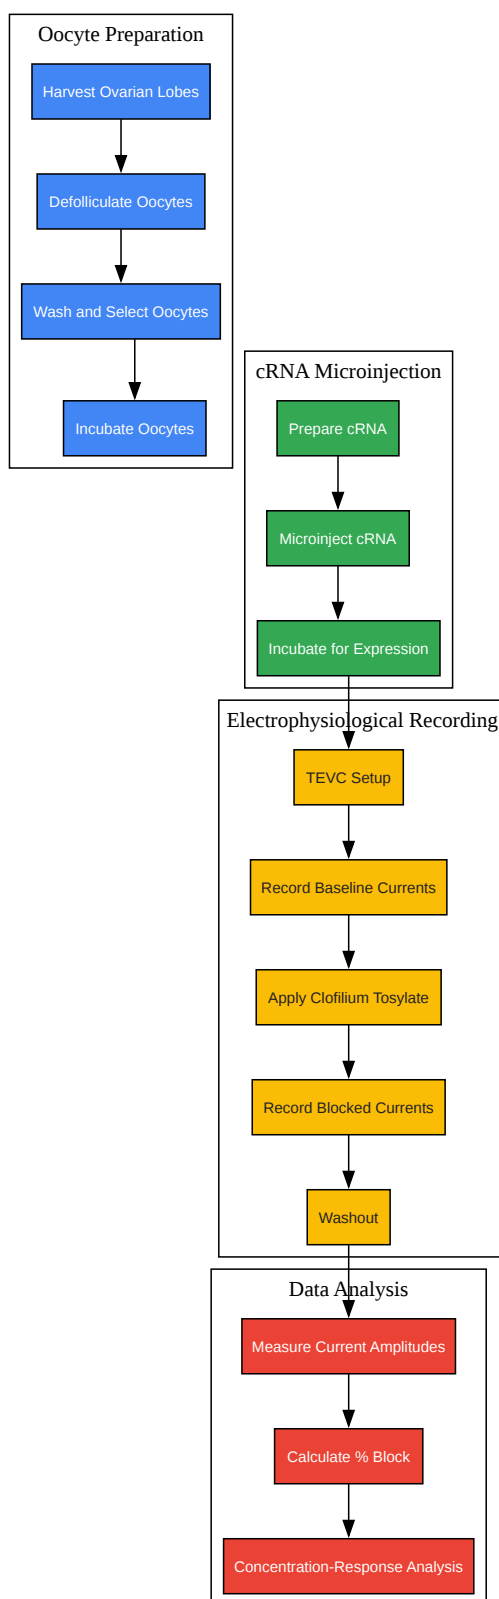 Oocyte Preparation
Harvest Ovarian Lobes
Defolliculate Oocytes
Wash and Select Oocytes
Incubate Oocytes
cRNA Microinjection
Prepare cRNA
Microinject cRNA
Incubate for Expression
Electrophysiological Recording
TEVC Setup
Record Baseline Currents
Apply Clofilium Tosylate
Record Blocked Currents
Washout
Data Analysis
Measure Current Amplitudes
Calculate % Block
Concentration-Response Analysis